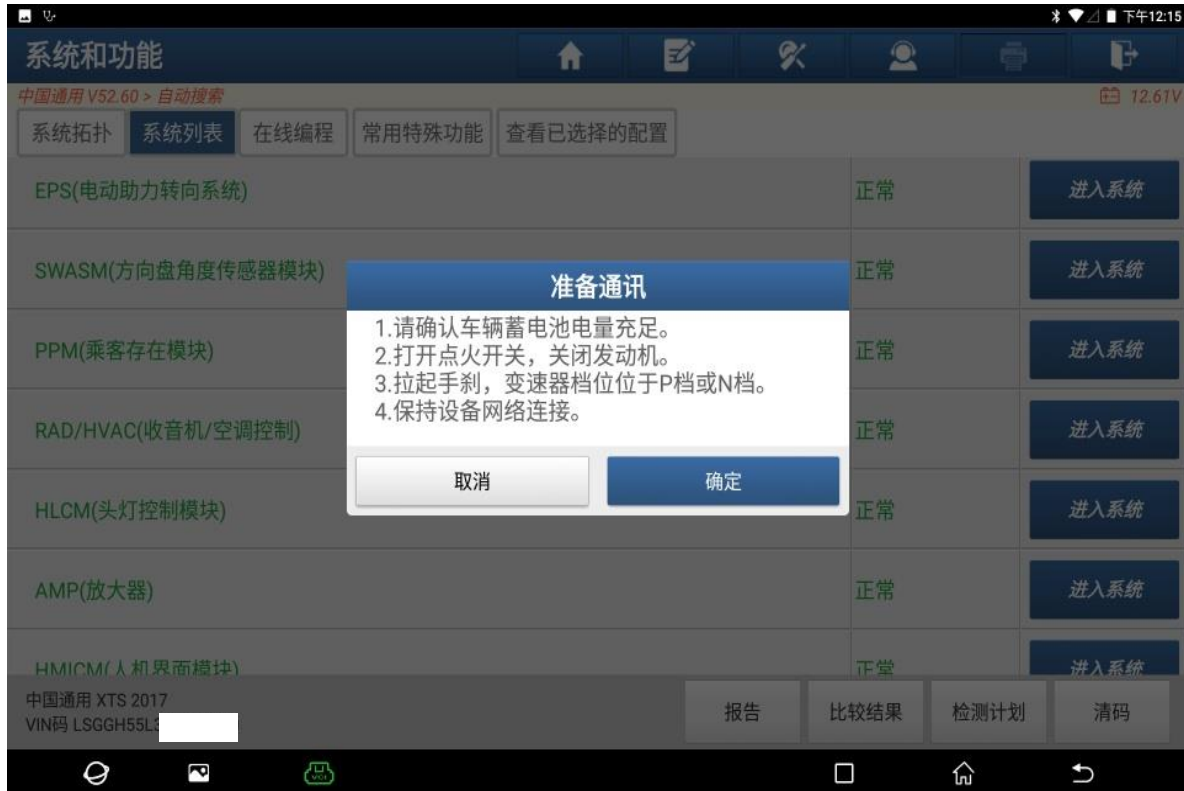 下午12:15
系统和功能
中国通用 V52.60 > 自动搜索
12.61V
系统拓扑 系统列表 在线编程 常用特殊功能 查看已选择的配置
EPS(电动助力转向系统) 正常 进入系统
SWASM(方向盘角度传感器模块) 正常 进入系统
PPM(乘客存在模块) 正常 进入系统
RAD/HVAC(收音机/空调控制) 正常 进入系统
HLCM(头灯控制模块) 正常 进入系统
AMP(放大器) 正常 进入系统
HMICM(人机界面模块) 正常 进入系统
准备通讯
1.请确认车辆蓄电池电量充足。
2.打开点火开关，关闭发动机。
3.拉起手刹，变速器档位位于P档或N档。
4.保持设备网络连接。
取消 确定
中国通用 XTS 2017
VIN码 LSGGH55L
报告 比较结果 检测计划 清码
VCI